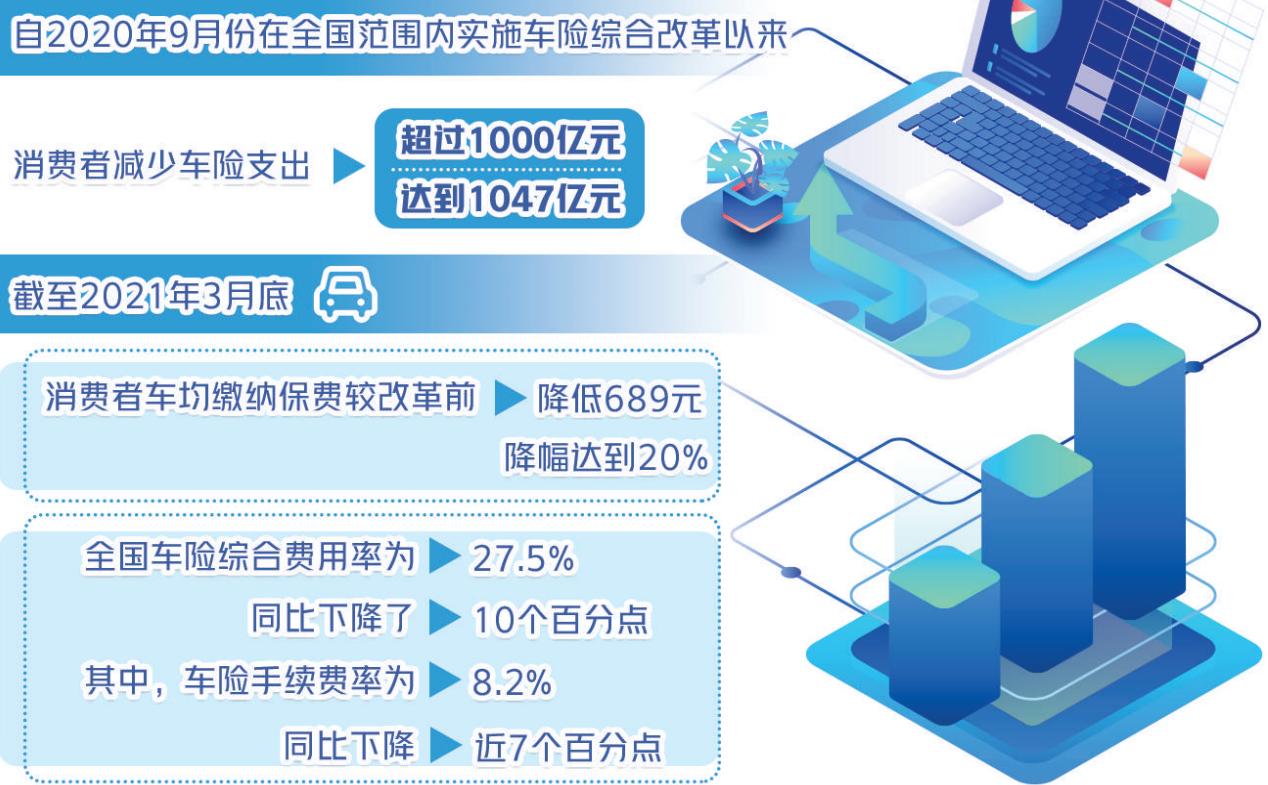 自2020年9月份在全国范围内实施车险综合改革以来
消费者减少车险支出
超过1000亿元
达到1047亿元
截至2021年3月底
消费者车均缴纳保费较改革前 降低689元
降幅达到20%
全国车险综合费用率为 27.5%
同比下降了 10个百分点
其中，车险手续费率为 8.2%
同比下降 近7个百分点